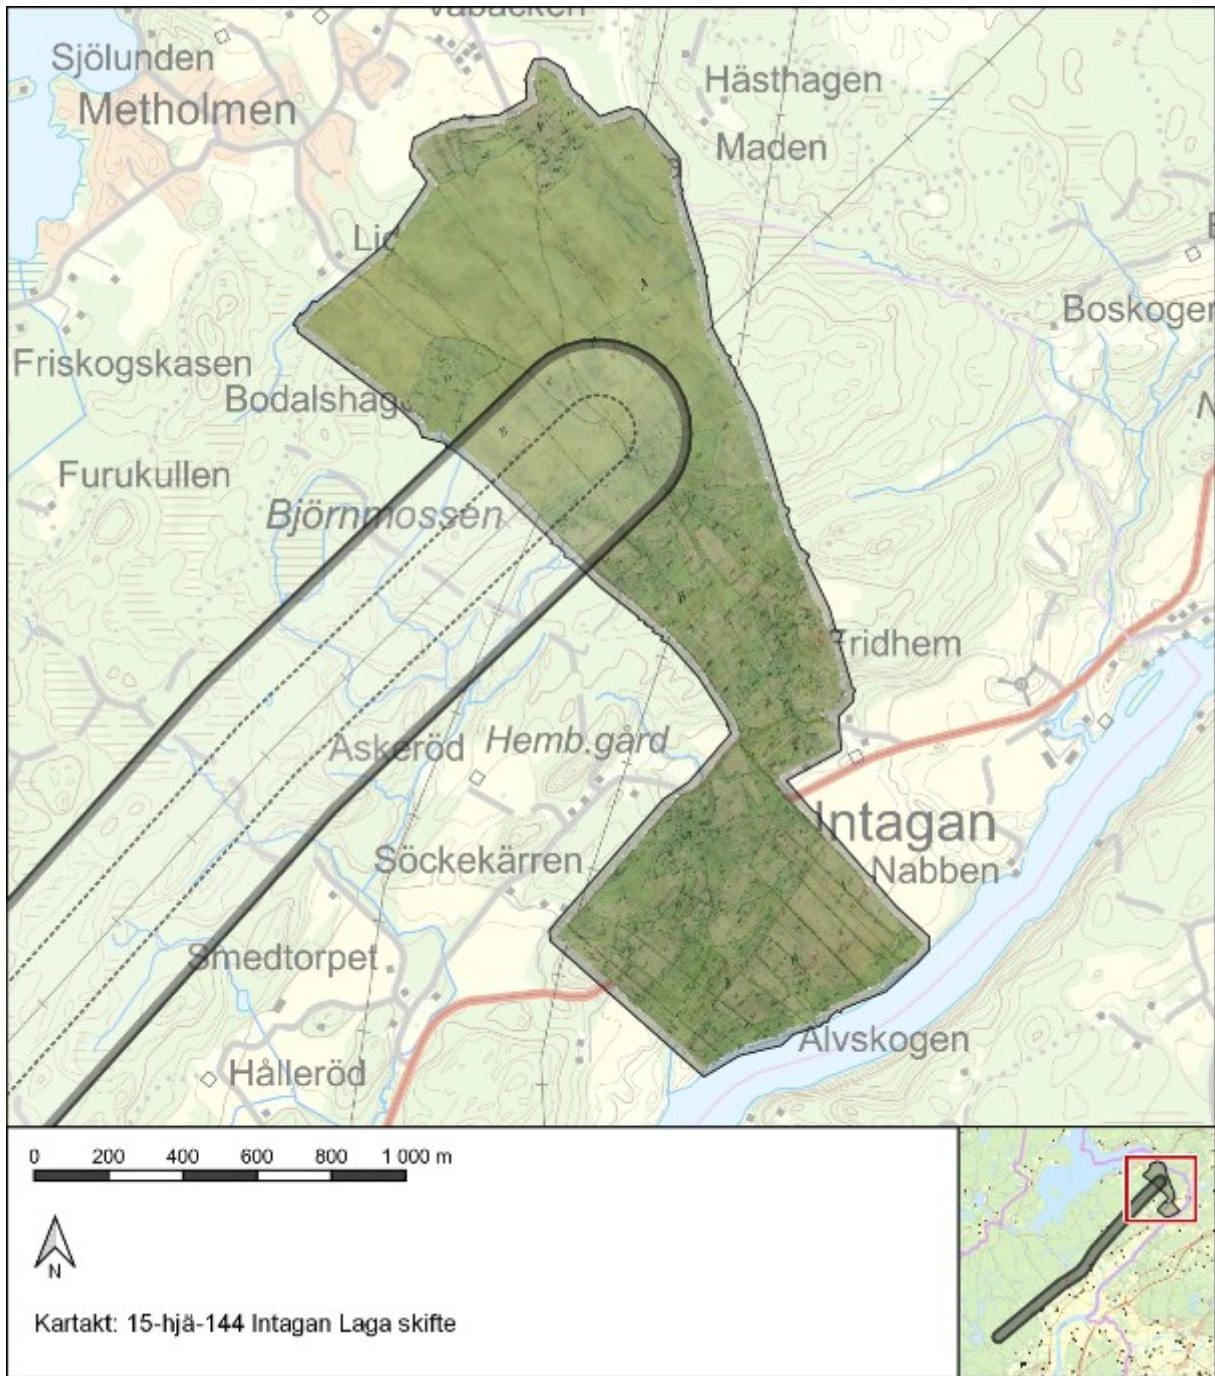 Sjölunden
Hästhagen
Metholmen
Maden
Boskogen
Friskogskasen
Furukullen
Björnmossen
Fridhem
Askeröd
Hemb.gård
Intagan
Söckekärren
Nabben
Smedtorpet
Älvskogen
Hålleröd
0 200 400 600 800 1 000 m
N
Kartakt: 15-hjä-144 Intagan Laga skifte